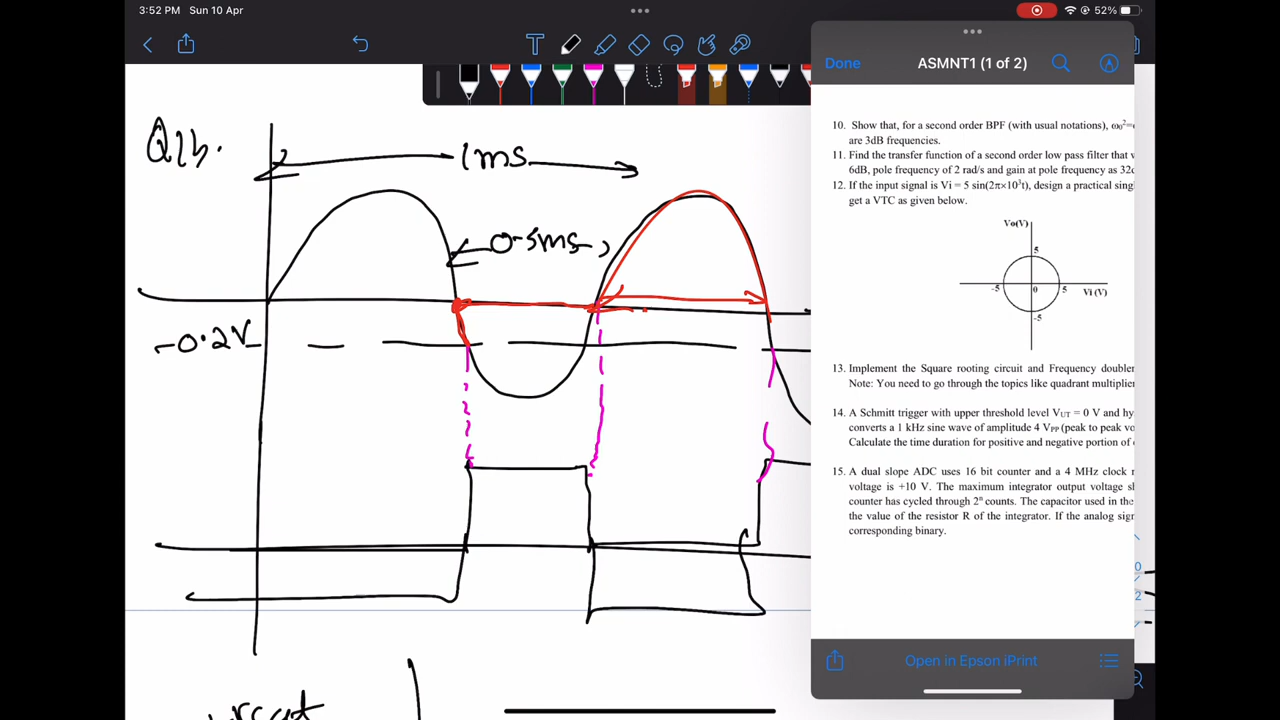 3:52 PM Sun 10 Apr
52%
T
Q1b.
1ms
0.5ms
-0.2V
Done
ASMNT1 (1 of 2)
10. Show that, for a second order BPF (with usual notations), ω₀²=
are 3dB frequencies.
11. Find the transfer function of a second order low pass filter that
6dB, pole frequency of 2 rad/s and gain at pole frequency as 32
12. If the input signal is Vi = 5 sin(2π×10³t), design a practical sing
get a VTC as given below.
Vo(V)
5
-5 0 5 Vi (V)
-5
13. Implement the Square rooting circuit and Frequency double
Note: You need to go through the topics like quadrant multiplie
14. A Schmitt trigger with upper threshold level VUT = 0 V and hy
converts a 1 kHz sine wave of amplitude 4 VPP (peak to peak vo
Calculate the time duration for positive and negative portion of
15. A dual slope ADC uses 16 bit counter and a 4 MHz clock
voltage is +10 V. The maximum integrator output voltage s
counter has cycled through 2ⁿ counts. The capacitor used in the
the value of the resistor R of the integrator. If the analog sig
corresponding binary.
0
2
Open in Epson iPrint